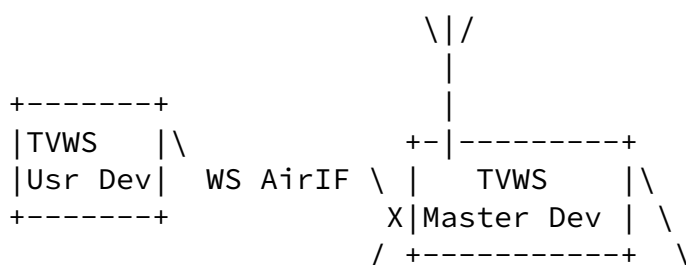 \|/
                           |
                           |
+-------+                  |
|TVWS   |\               +-|---------+
|Usr Dev|  WS AirIF \ |    TVWS     |\
+-------+              X|Master Dev | \
                      / +-----------+  \